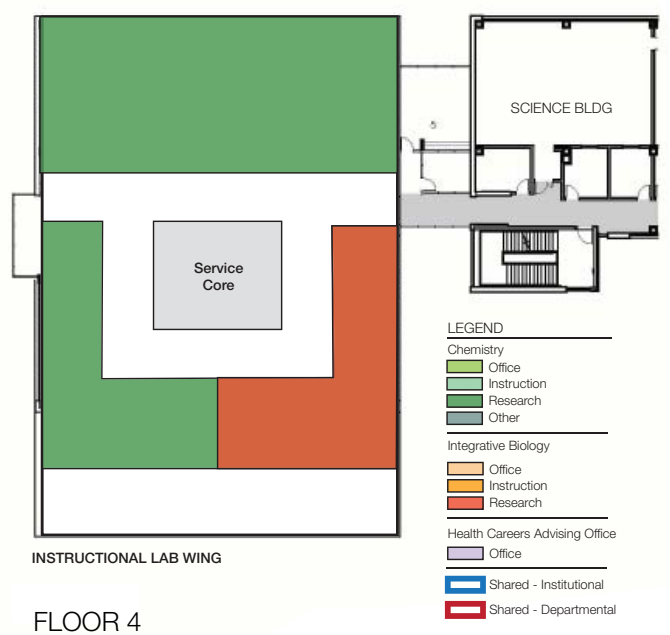 SCIENCE BLDG
Service
Core
LEGEND
Chemistry
Office
Instruction
Research
Other
Integrative Biology
Office
Instruction
Research
Health Careers Advising Office
Office
Shared - Institutional
Shared - Departmental
INSTRUCTIONAL LAB WING
FLOOR 4